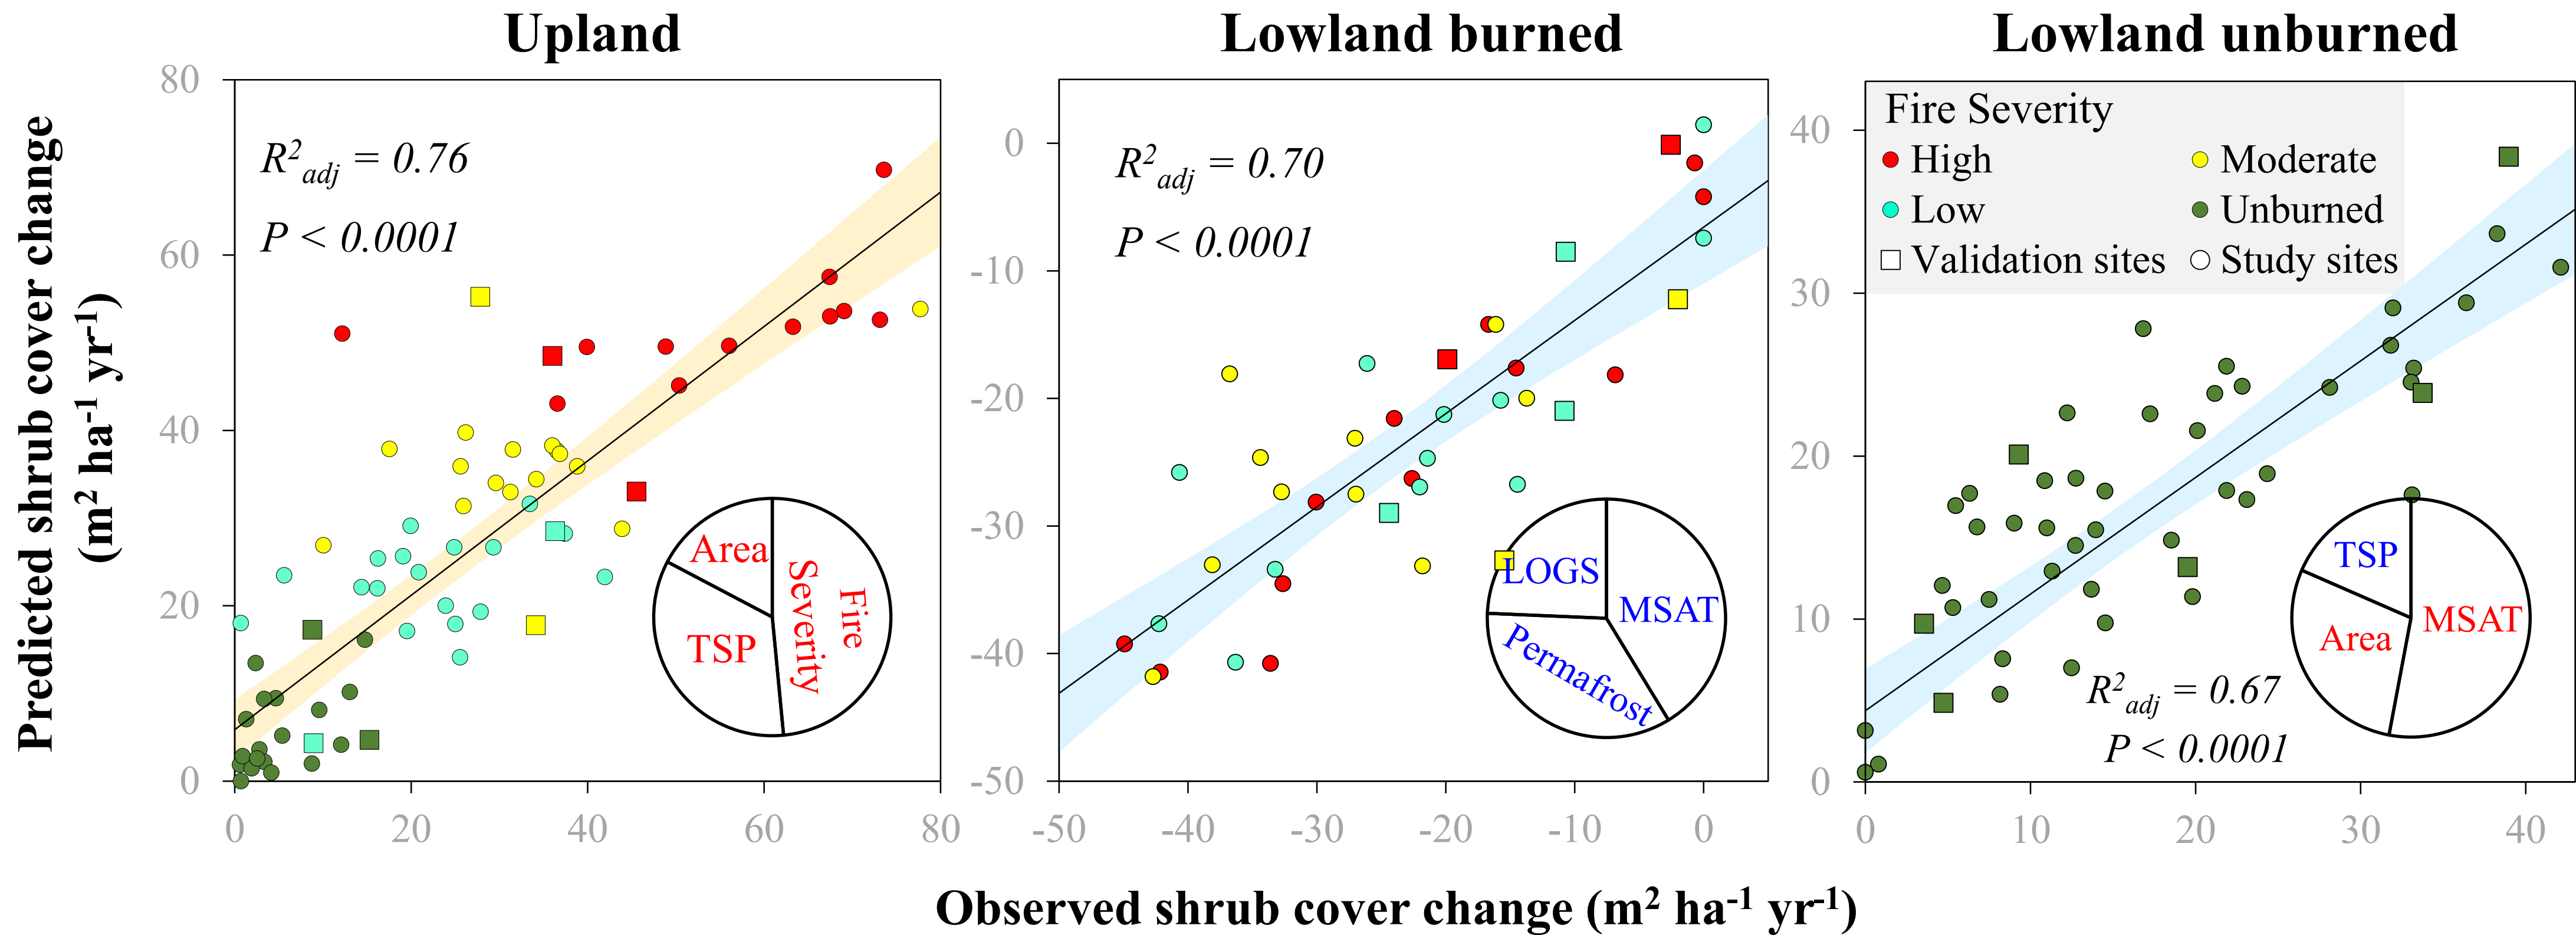 Upland
Lowland burned
Lowland unburned
Predicted shrub cover change
(m² ha⁻¹ yr⁻¹)
80
60
40
20
0
R²adj = 0.76
P < 0.0001
Area
TSP
Fire
Severity
0 20 40 60 80
0
-10
-20
-30
-40
-50
R²adj = 0.70
P < 0.0001
LOGS
MSAT
Permafrost
-50 -40 -30 -20 -10 0
40
30
20
10
0
Fire Severity
High Moderate
Low Unburned
Validation sites Study sites
TSP
MSAT
Area
R²adj = 0.67
P < 0.0001
0 10 20 30 40
Observed shrub cover change (m² ha⁻¹ yr⁻¹)